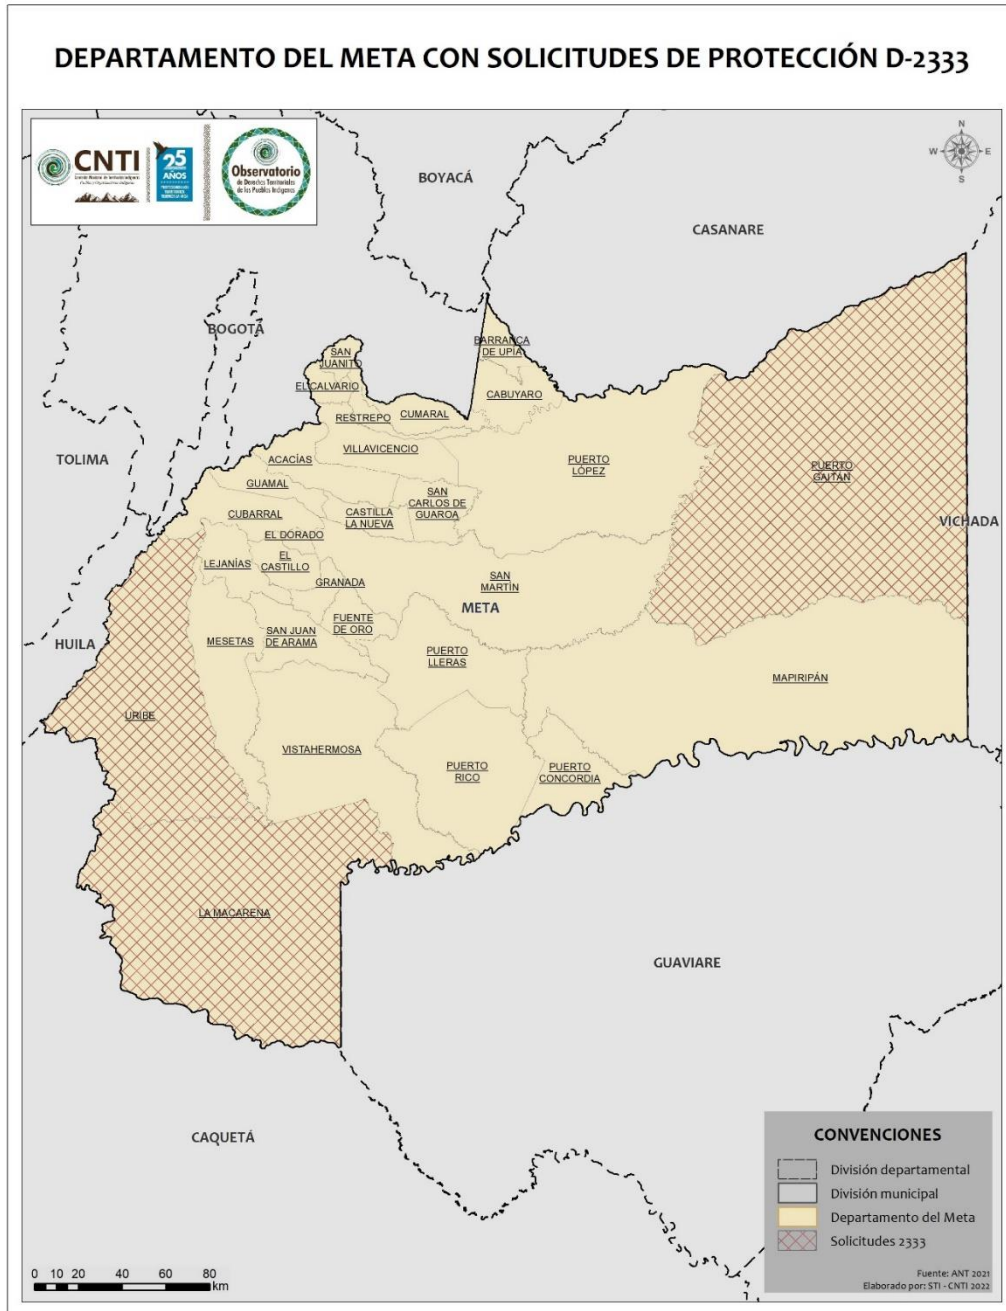 DEPARTAMENTO DEL META CON SOLICITUDES DE PROTECCIÓN D-2333
CNTI
25
AÑOS
Observatorio
de Derechos Territoriales
de los Pueblos Indígenas
N
W
E
S
BOYACÁ
CASANARE
BOGOTÁ
BARRANCA
DE UPÍA
SAN
JUANITO
EL CALVARIO
CABUYARO
RESTREPO
CUMARAL
VILLAVICENCIO
TOLIMA
ACACÍAS
PUERTO
LÓPEZ
PUERTO
GAITÁN
GUAMAL
SAN
CARLOS DE
GUAROA
CUBARRAL
CASTILLA
LA NUEVA
VICHADA
EL DORADO
LEJANÍAS
EL
CASTILLO
GRANADA
SAN
MARTÍN
META
HUILA
MESETAS
SAN JUAN
DE ARAMA
FUENTE
DE ORO
PUERTO
LLERAS
MAPIRIPÁN
URIBE
VISTAHERMOSA
PUERTO
RICO
PUERTO
CONCORDIA
LA MACARENA
GUAVIARE
CAQUETÁ
CONVENCIONES
División departamental
División municipal
Departamento del Meta
Solicitudes 2333
Fuente: ANT 2021
Elaborado por: STI - CNTI 2022
0 10 20 40 60 80
km